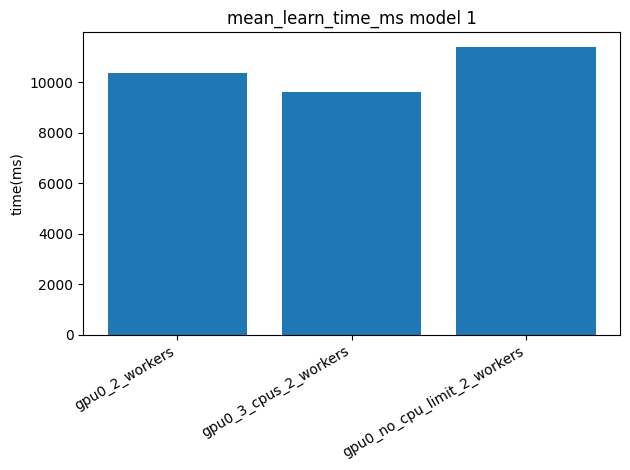 mean_learn_time_ms model 1
time(ms)
10000
8000
6000
4000
2000
0
gpu0_2_workers
gpu0_3_cpus_2_workers
gpu0_no_cpu_limit_2_workers